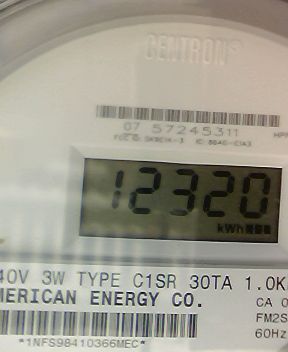 CENTRON®
07 57245311
12320
kWh
40V 3W TYPE C1SR 30TA 1.0K
MERICAN ENERGY CO.
CA 0
FM2S
60Hz
*1NFS98410366MEC*